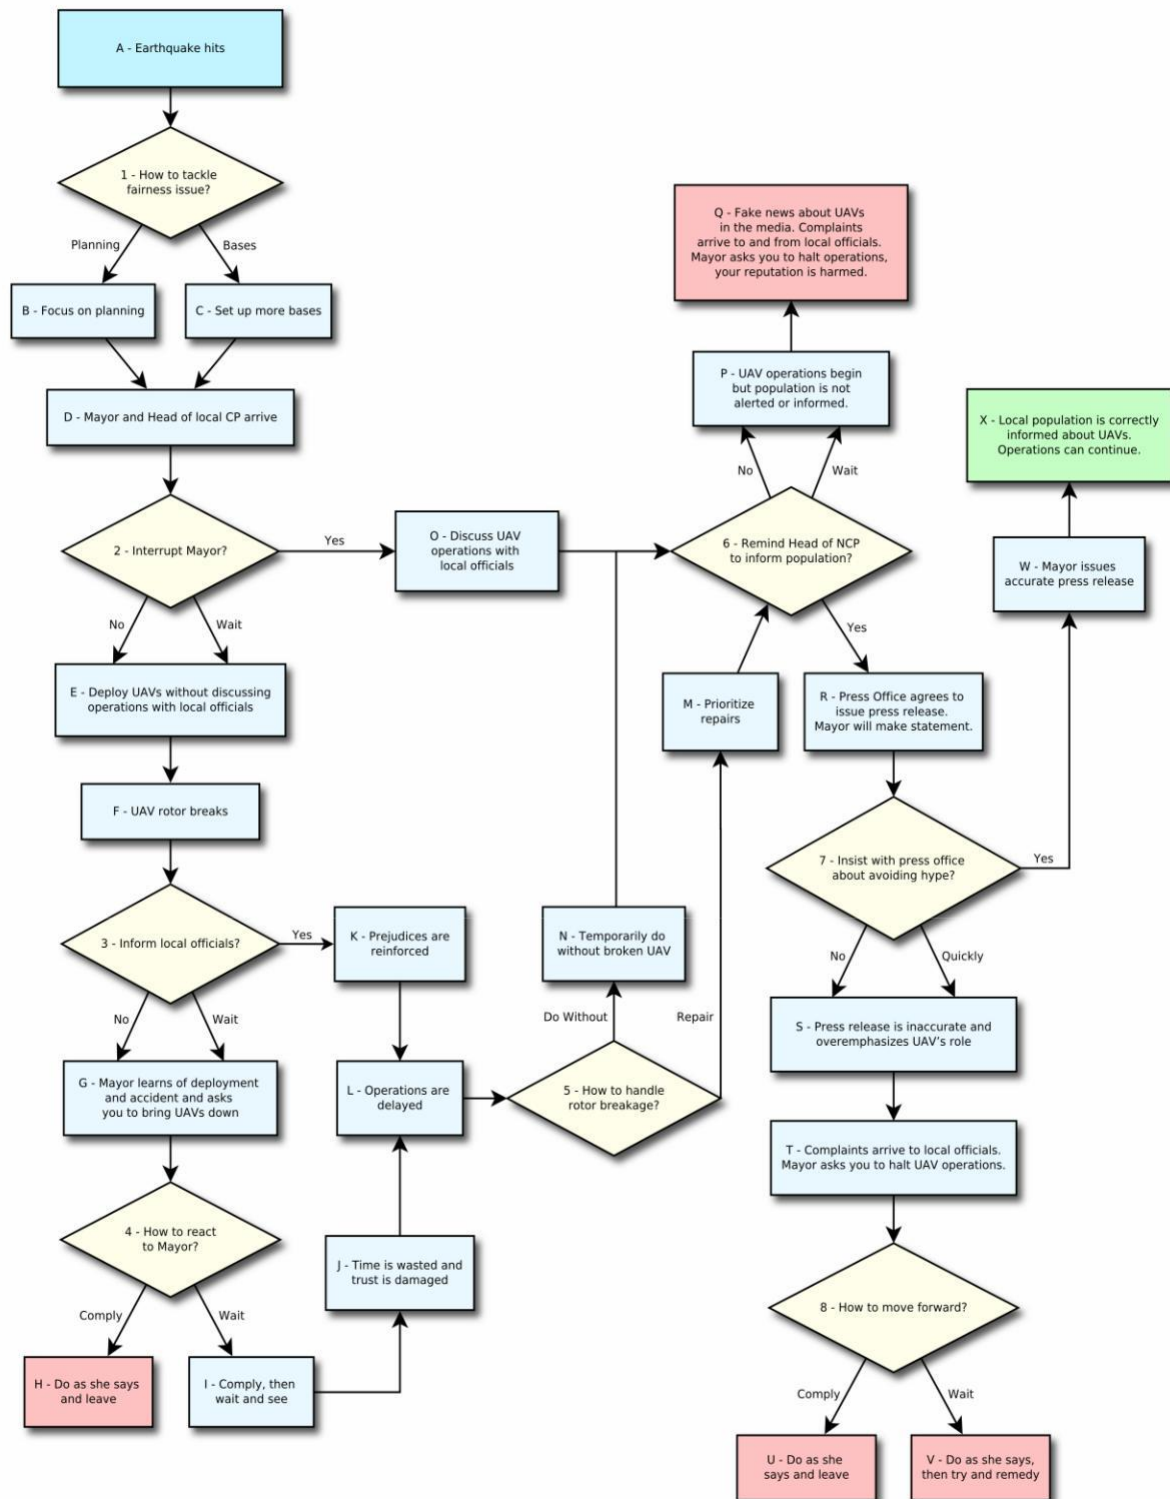 A - Earthquake hits
1 - How to tackle
fairness issue?
Planning
Bases
B - Focus on planning
C - Set up more bases
D - Mayor and Head of local CP arrive
2 - Interrupt Mayor?
Yes
No
Wait
O - Discuss UAV
operations with
local officials
E - Deploy UAVs without discussing
operations with local officials
F - UAV rotor breaks
3 - Inform local officials?
Yes
No
Wait
K - Prejudices are
reinforced
G - Mayor learns of deployment
and accident and asks
you to bring UAVs down
4 - How to react
to Mayor?
Comply
Wait
H - Do as she says
and leave
I - Comply, then
wait and see
J - Time is wasted and
trust is damaged
L - Operations are
delayed
5 - How to handle
rotor breakage?
Do Without
Repair
N - Temporarily do
without broken UAV
M - Prioritize
repairs
Q - Fake news about UAVs
in the media. Complaints
arrive to and from local officials.
Mayor asks you to halt operations,
your reputation is harmed.
P - UAV operations begin
but population is not
alerted or informed.
No
Wait
6 - Remind Head of NCP
to inform population?
Yes
R - Press Office agrees to
issue press release.
Mayor will make statement.
7 - Insist with press office
about avoiding hype?
Yes
No
Quickly
X - Local population is correctly
informed about UAVs.
Operations can continue.
W - Mayor issues
accurate press release
S - Press release is inaccurate and
overemphasizes UAV's role
T - Complaints arrive to local officials.
Mayor asks you to halt UAV operations.
8 - How to move forward?
Comply
Wait
U - Do as she
says and leave
V - Do as she says,
then try and remedy